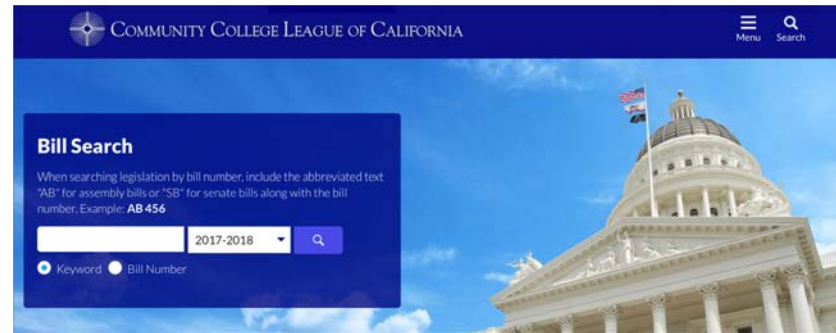 COMMUNITY COLLEGE LEAGUE OF CALIFORNIA
Menu Search
Bill Search
When searching legislation by bill number, include the abbreviated text
"AB" for assembly bills or "SB" for senate bills along with the bill
number. Example: AB 456
2017-2018
Keyword Bill Number